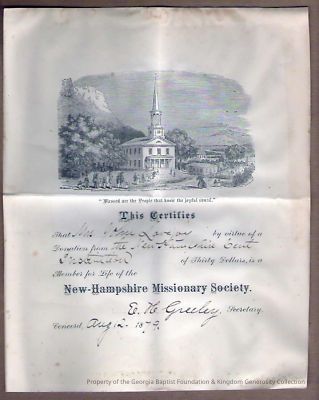 "Blessed are the People that know the joyful sound."
This Certifies
That Mrs. by virtue of a
Donation from the New Hampshire Cent
Institution of Thirty Dollars, is a
Member for Life of the
New-Hampshire Missionary Society.
E. H. Greeley, Secretary.
Concord, Aug 12. 1879.
Property of the Georgia Baptist Foundation & Kingdom Generosity Collection